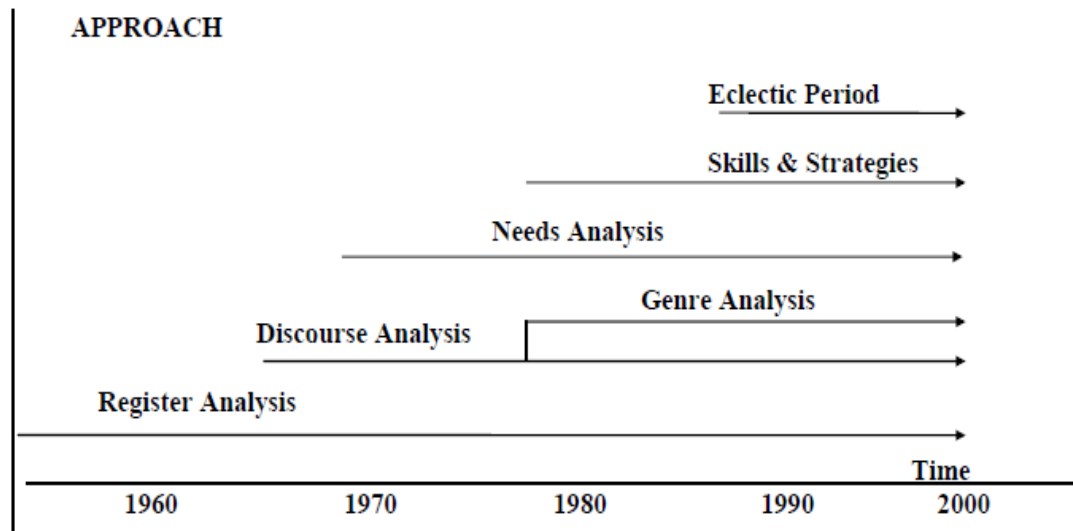 APPROACH
Eclectic Period
Skills & Strategies
Needs Analysis
Genre Analysis
Discourse Analysis
Register Analysis
Time
1960 1970 1980 1990 2000